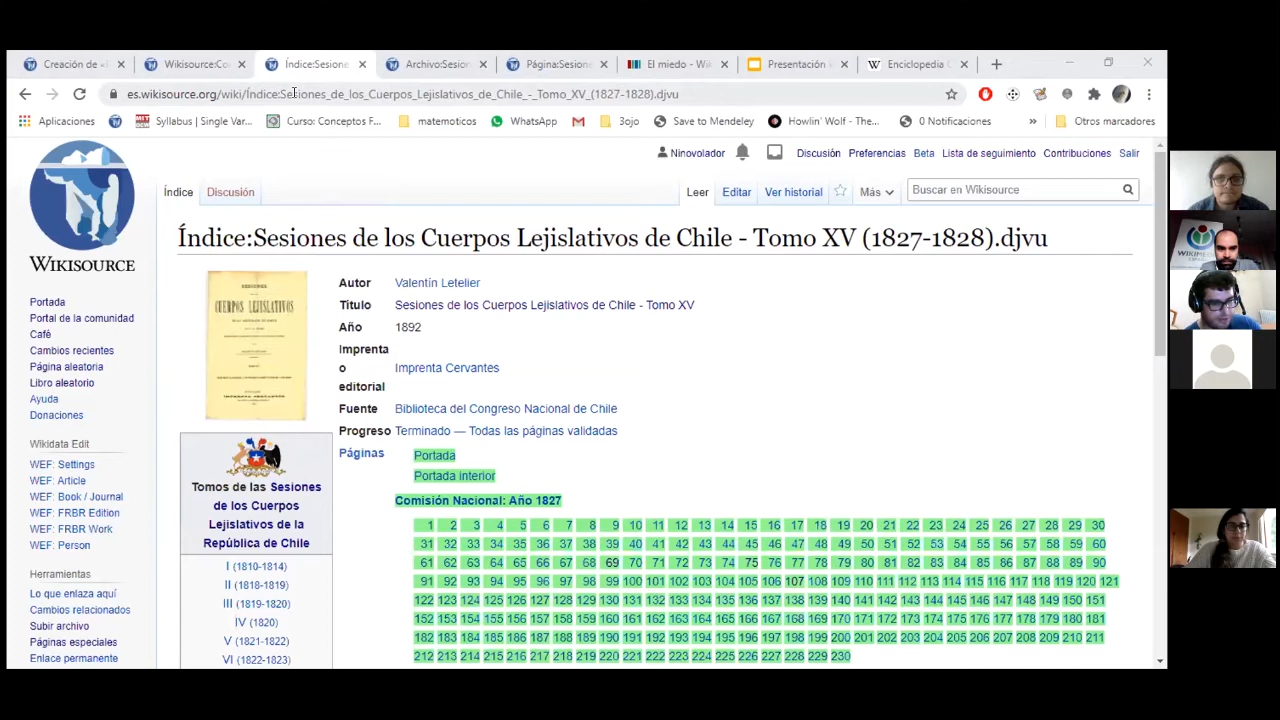 Creación de «E
Wikisource:Co
Índice:Sesione
Archivo:Sesion
Página:Sesione
El miedo - Wik
Presentación
Enciclopedia C
es.wikisource.org/wiki/Índice:Sesiones_de_los_Cuerpos_Lejislativos_de_Chile_-_Tomo_XV_(1827-1828).djvu
Aplicaciones
MIT
Syllabus | Single Var...
Curso: Conceptos F...
matemoticos
WhatsApp
3ojo
Save to Mendeley
Howlin' Wolf - The...
0 Notificaciones
»
Otros marcadores
Ninovolador
Discusión Preferencias Beta Lista de seguimiento Contribuciones Salir
Índice Discusión
Leer Editar Ver historial Más
Buscar en Wikisource
Índice:Sesiones de los Cuerpos Lejislativos de Chile - Tomo XV (1827-1828).djvu
WIKISOURCE
Portada
Portal de la comunidad
Café
Cambios recientes
Página aleatoria
Libro aleatorio
Ayuda
Donaciones
Wikidata Edit
WEF: Settings
WEF: Article
WEF: Book / Journal
WEF: FRBR Edition
WEF: FRBR Work
WEF: Person
Herramientas
Lo que enlaza aquí
Cambios relacionados
Subir archivo
Páginas especiales
Enlace permanente
CUERPOS LEJISLATIVOS
Tomos de las Sesiones
de los Cuerpos
Lejislativos de la
República de Chile
I (1810-1814)
II (1818-1819)
III (1819-1820)
IV (1820)
V (1821-1822)
VI (1822-1823)
Autor Valentín Letelier
Título Sesiones de los Cuerpos Lejislativos de Chile - Tomo XV
Año 1892
Imprenta
o Imprenta Cervantes
editorial
Fuente Biblioteca del Congreso Nacional de Chile
Progreso Terminado — Todas las páginas validadas
Páginas
Portada
Portada interior
Comisión Nacional: Año 1827
1 2 3 4 5 6 7 8 9 10 11 12 13 14 15 16 17 18 19 20 21 22 23 24 25 26 27 28 29 30
31 32 33 34 35 36 37 38 39 40 41 42 43 44 45 46 47 48 49 50 51 52 53 54 55 56 57 58 59 60
61 62 63 64 65 66 67 68 69 70 71 72 73 74 75 76 77 78 79 80 81 82 83 84 85 86 87 88 89 90
91 92 93 94 95 96 97 98 99 100 101 102 103 104 105 106 107 108 109 110 111 112 113 114 115 116 117 118 119 120 121
122 123 124 125 126 127 128 129 130 131 132 133 134 135 136 137 138 139 140 141 142 143 144 145 146 147 148 149 150 151
152 153 154 155 156 157 158 159 160 161 162 163 164 165 166 167 168 169 170 171 172 173 174 175 176 177 178 179 180 181
182 183 184 185 186 187 188 189 190 191 192 193 194 195 196 197 198 199 200 201 202 203 204 205 206 207 208 209 210 211
212 213 214 215 216 217 218 219 220 221 222 223 224 225 226 227 228 229 230